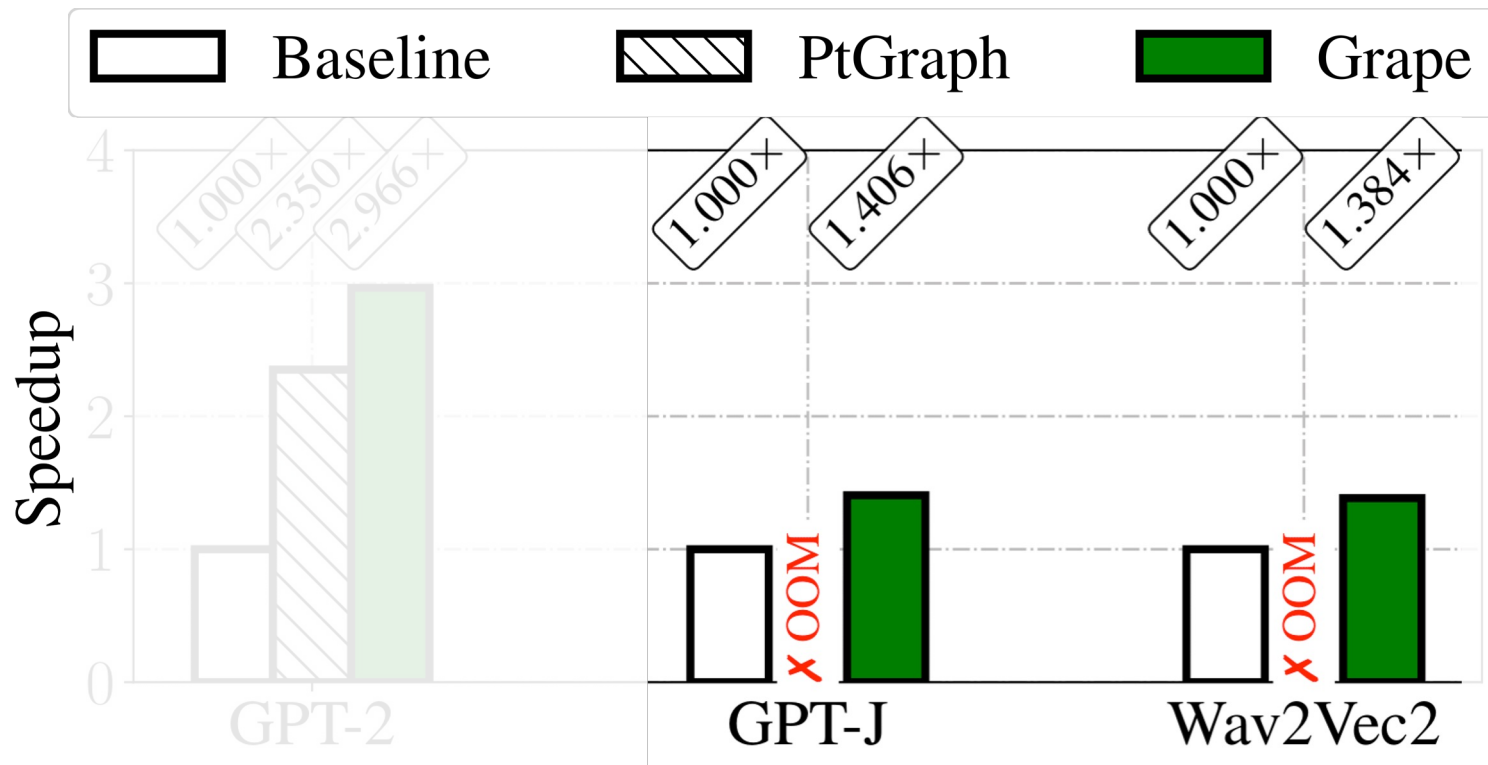 Baseline PtGraph Grape
Speedup
4
3
2
1
0
1.000×
2.350×
2.966×
1.000×
1.406×
1.000×
1.384×
✗ OOM
✗ OOM
GPT-2 GPT-J Wav2Vec2